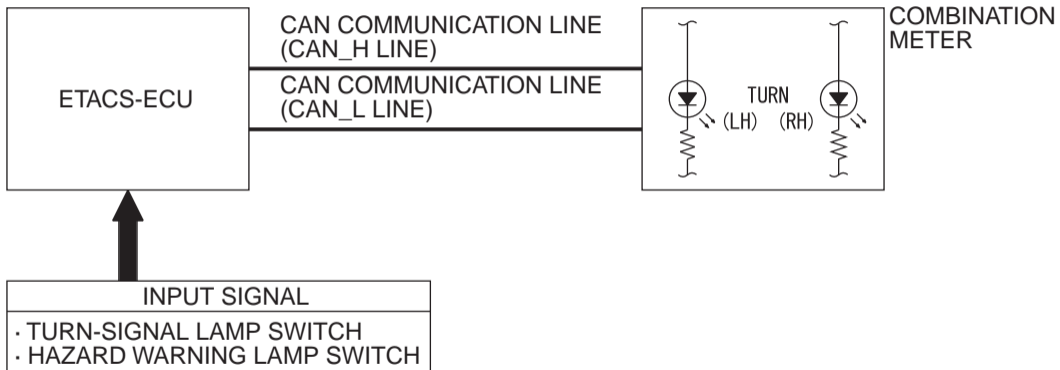 CAN COMMUNICATION LINE
(CAN_H LINE)
CAN COMMUNICATION LINE
(CAN_L LINE)
ETACS-ECU
COMBINATION
METER
TURN
(LH) (RH)
INPUT SIGNAL
· TURN-SIGNAL LAMP SWITCH
· HAZARD WARNING LAMP SWITCH